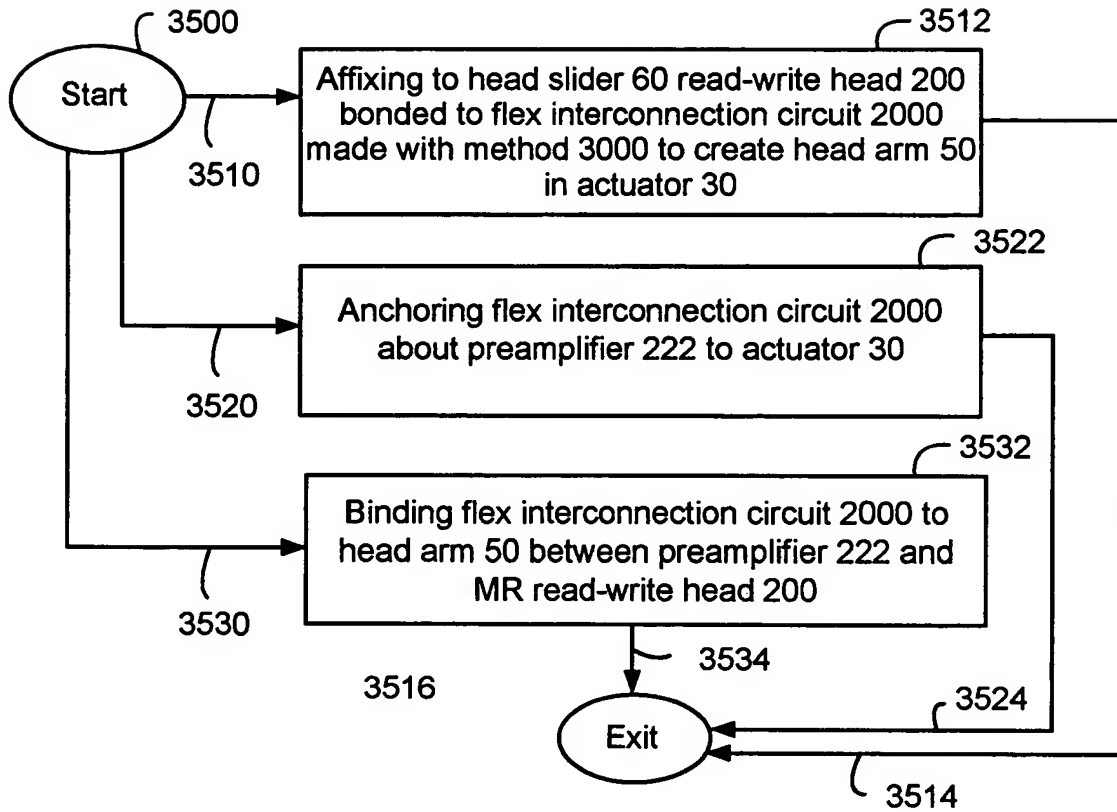 3500
Start
3510
3512
Affixing to head slider 60 read-write head 200
bonded to flex interconnection circuit 2000
made with method 3000 to create head arm 50
in actuator 30
3522
Anchoring flex interconnection circuit 2000
about preamplifier 222 to actuator 30
3520
3532
Binding flex interconnection circuit 2000 to
head arm 50 between preamplifier 222 and
MR read-write head 200
3530
3534
3516
3524
Exit
3514